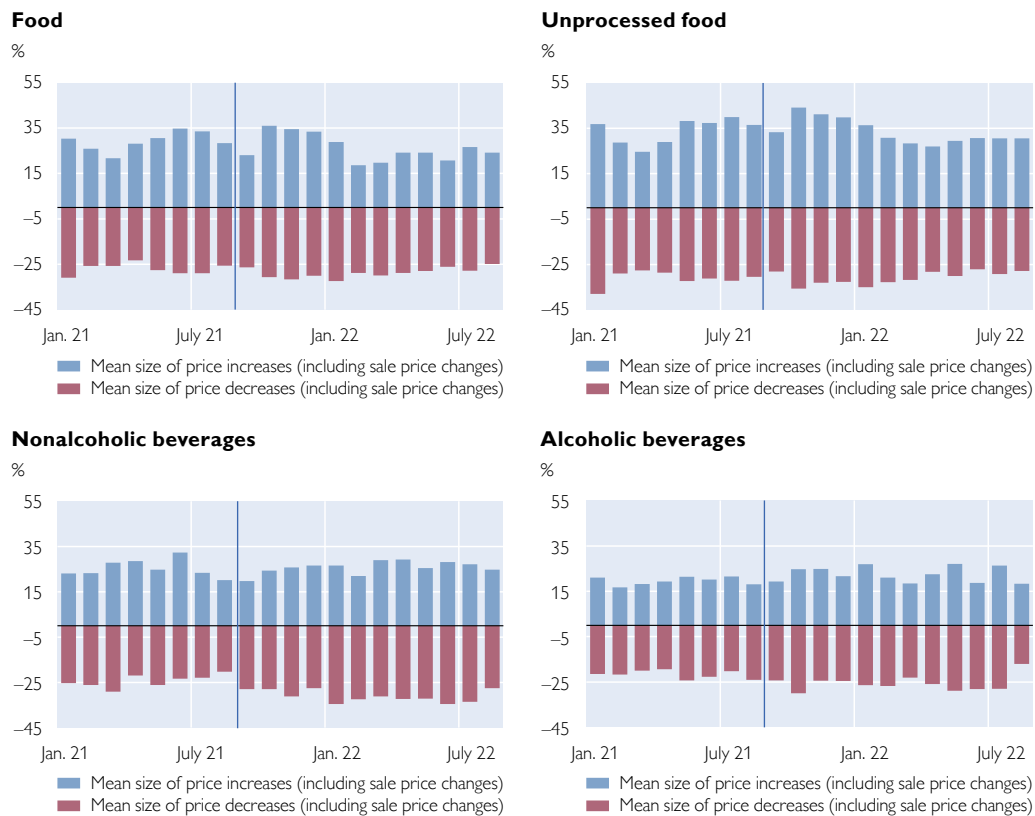 Food
%
55
35
15
–5
–25
–45
Jan. 21 July 21 Jan. 22 July 22
Mean size of price increases (including sale price changes)
Mean size of price decreases (including sale price changes)
Unprocessed food
%
55
35
15
–5
–25
–45
Jan. 21 July 21 Jan. 22 July 22
Mean size of price increases (including sale price changes)
Mean size of price decreases (including sale price changes)
Nonalcoholic beverages
%
55
35
15
–5
–25
–45
Jan. 21 July 21 Jan. 22 July 22
Mean size of price increases (including sale price changes)
Mean size of price decreases (including sale price changes)
Alcoholic beverages
%
55
35
15
–5
–25
–45
Jan. 21 July 21 Jan. 22 July 22
Mean size of price increases (including sale price changes)
Mean size of price decreases (including sale price changes)